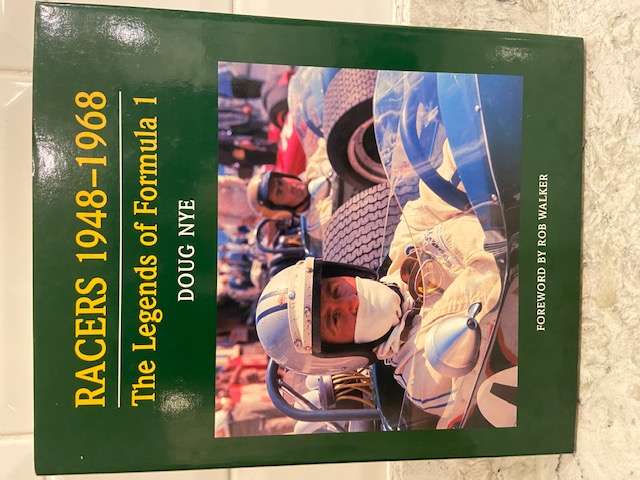 RACERS 1948–1968
The Legends of Formula 1
DOUG NYE
FOREWORD BY ROB WALKER